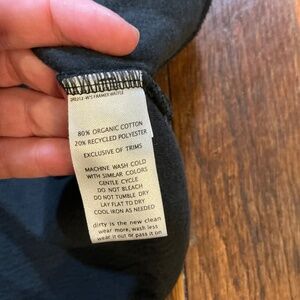 80% ORGANIC COTTON
20% RECYCLED POLYESTER
EXCLUSIVE OF TRIMS
MACHINE WASH COLD
WITH SIMILAR COLORS
GENTLE CYCLE
DO NOT BLEACH
DO NOT TUMBLE DRY
LAY FLAT TO DRY
COOL IRON AS NEEDED
dirty is the new clean
wear more, wash less
wear it out or pass it on